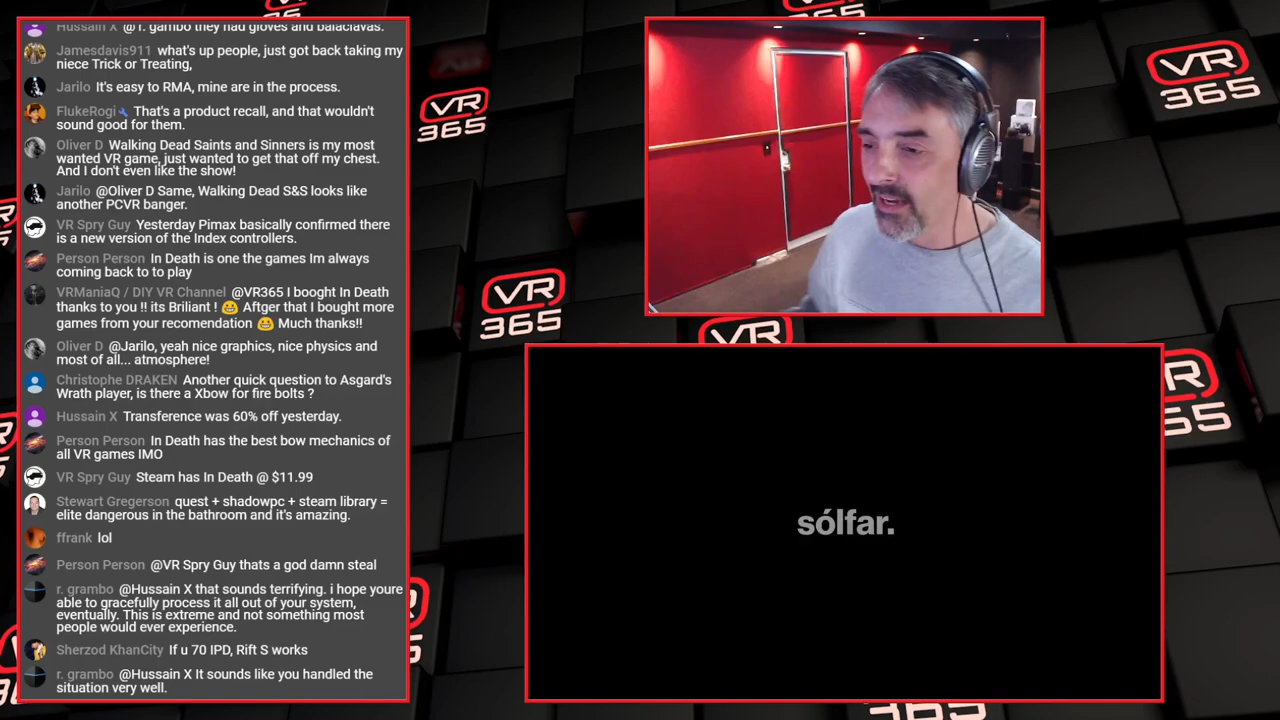 Hussain X @ r. gambo they had gloves and balaclavas.
Jamesdavis911 what's up people, just got back taking my
niece Trick or Treating,
Jarilo It's easy to RMA, mine are in the process.
FlukeRogi That's a product recall, and that wouldn't
sound good for them.
Oliver D Walking Dead Saints and Sinners is my most
wanted VR game, just wanted to get that off my chest.
And I don't even like the show!
Jarilo @Oliver D Same, Walking Dead S&S looks like
another PCVR banger.
VR Spry Guy Yesterday Pimax basically confirmed there
is a new version of the Index controllers.
Person Person In Death is one the games Im always
coming back to to play
VRManiaQ / DIY VR Channel @VR365 I bought In Death
thanks to you !! its Briliant ! 😀 Aftger that I bought more
games from your recomendation 😀 Much thanks!!
Oliver D @Jarilo, yeah nice graphics, nice physics and
most of all... atmosphere!
Christophe DRAKEN Another quick question to Asgard's
Wrath player, is there a Xbow for fire bolts ?
Hussain X Transference was 60% off yesterday.
Person Person In Death has the best bow mechanics of
all VR games IMO
VR Spry Guy Steam has In Death @ $11.99
Stewart Gregerson quest + shadowpc + steam library =
elite dangerous in the bathroom and it's amazing.
ffrank lol
Person Person @VR Spry Guy thats a god damn steal
r. grambo @Hussain X that sounds terrifying. i hope youre
able to gracefully process it all out of your system,
eventually. This is extreme and not something most
people would ever experience.
Sherzod KhanCity If u 70 IPD, Rift S works
r. grambo @Hussain X It sounds like you handled the
situation very well.
VR
365
VR
365
VR
365
VR
R
65
365
sólfar.